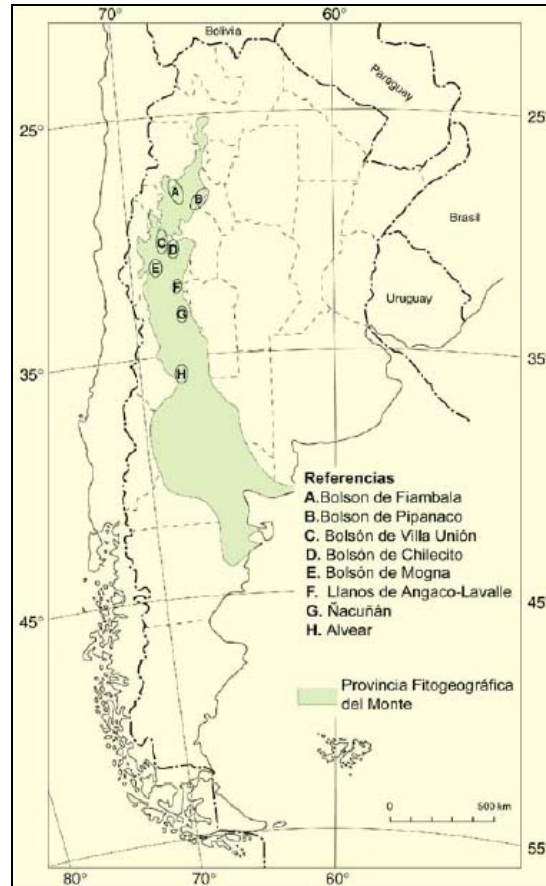 70°
60°
Bolivia
Paraguay
25°
25
A
B
Brasil
C
D
E
F
Uruguay
G
35°
35
H
Referencias
A.Bolson de Fiambala
B.Bolson de Pipanaco
C. Bolsón de Villa Unión
D. Bolsón de Chilecito
E. Bolsón de Mogna
F. Llanos de Angaco-Lavalle
G. Ñacuñán
H. Alvear
45°
45
Provincia Fitogeográfica
del Monte
0 500 km
55
80°
70°
60°